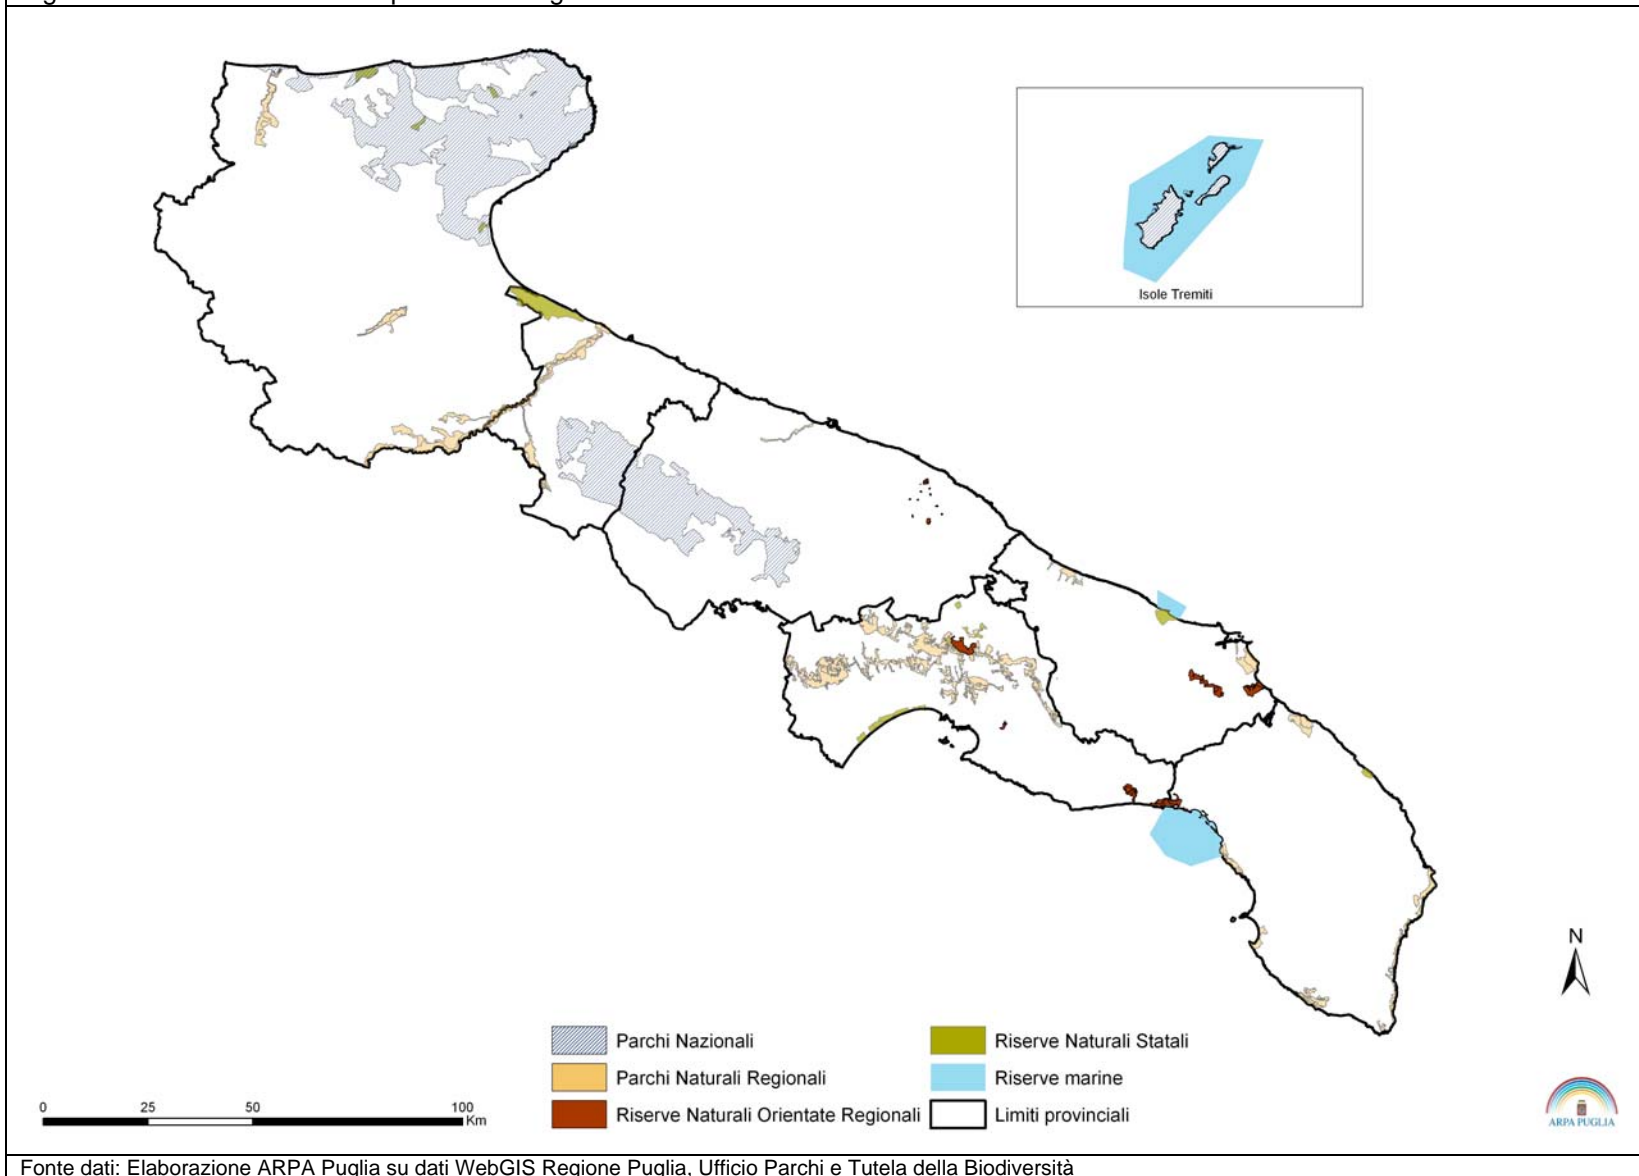 Isole Tremiti
N
Parchi Nazionali
Riserve Naturali Statali
Parchi Naturali Regionali
Riserve marine
Riserve Naturali Orientate Regionali
Limiti provinciali
0 25 50 100
Km
ARPA PUGLIA
Fonte dati: Elaborazione ARPA Puglia su dati WebGIS Regione Puglia, Ufficio Parchi e Tutela della Biodiversità